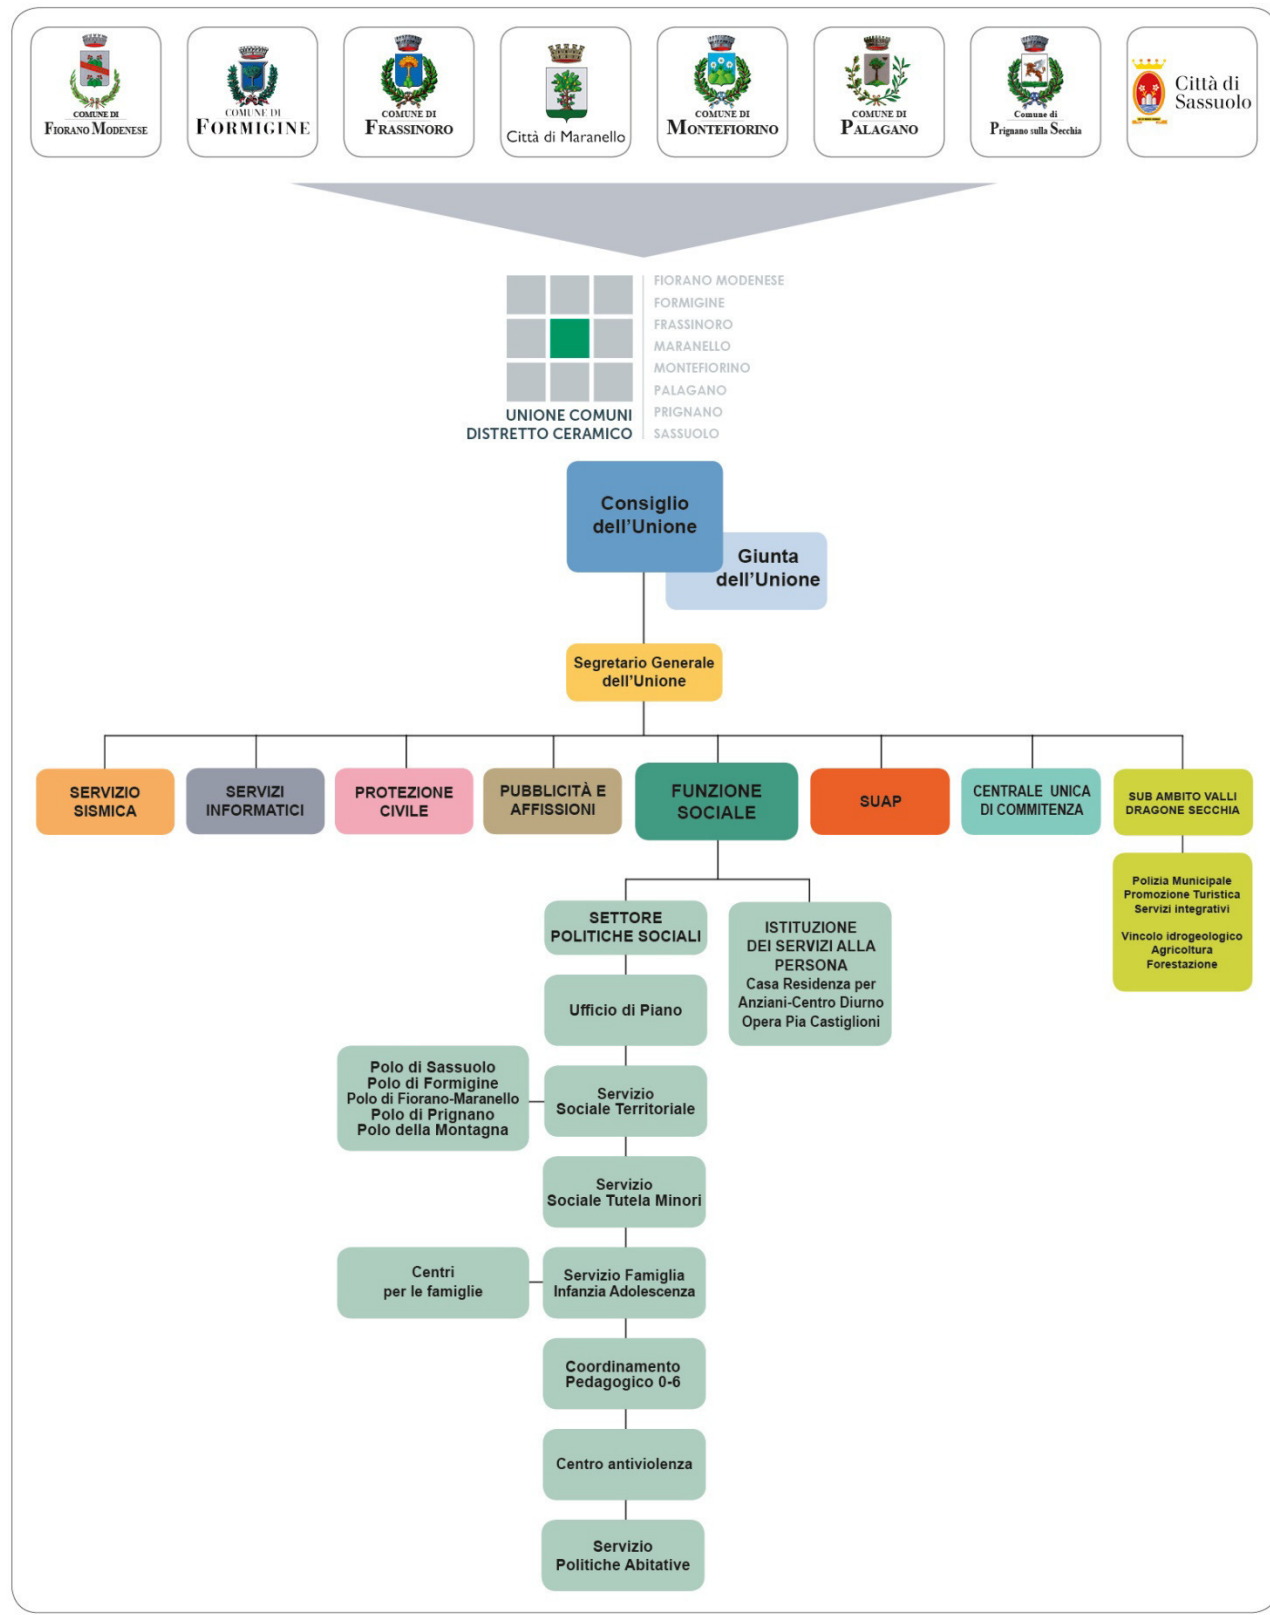 COMUNE DI
FIORANO MODENESE
COMUNE DI
FORMIGINE
COMUNE DI
FRASSINORO
Città di Maranello
COMUNE DI
MONTEFIORINO
COMUNE DI
PALAGANO
Comune di
Prignano sulla Secchia
Città di
Sassuolo
UNIONE COMUNI
DISTRETTO CERAMICO
FIORANO MODENESE
FORMIGINE
FRASSINORO
MARANELLO
MONTEFIORINO
PALAGANO
PRIGNANO
SASSUOLO
Consiglio
dell'Unione
Giunta
dell'Unione
Segretario Generale
dell'Unione
SERVIZIO
SISMICA
SERVIZI
INFORMATICI
PROTEZIONE
CIVILE
PUBBLICITÀ E
AFFISSIONI
FUNZIONE
SOCIALE
SUAP
CENTRALE UNICA
DI COMMITENZA
SUB AMBITO VALLI
DRAGONE SECCHIA
Polizia Municipale
Promozione Turistica
Servizi integrativi
Vincolo idrogeologico
Agricoltura
Forestazione
SETTORE
POLITICHE SOCIALI
ISTITUZIONE
DEI SERVIZI ALLA
PERSONA
Casa Residenza per
Anziani-Centro Diurno
Opera Pia Castiglioni
Ufficio di Piano
Polo di Sassuolo
Polo di Formigine
Polo di Fiorano-Maranello
Polo di Prignano
Polo della Montagna
Servizio
Sociale Territoriale
Servizio
Sociale Tutela Minori
Centri
per le famiglie
Servizio Famiglia
Infanzia Adolescenza
Coordinamento
Pedagogico 0-6
Centro antiviolenza
Servizio
Politiche Abitative